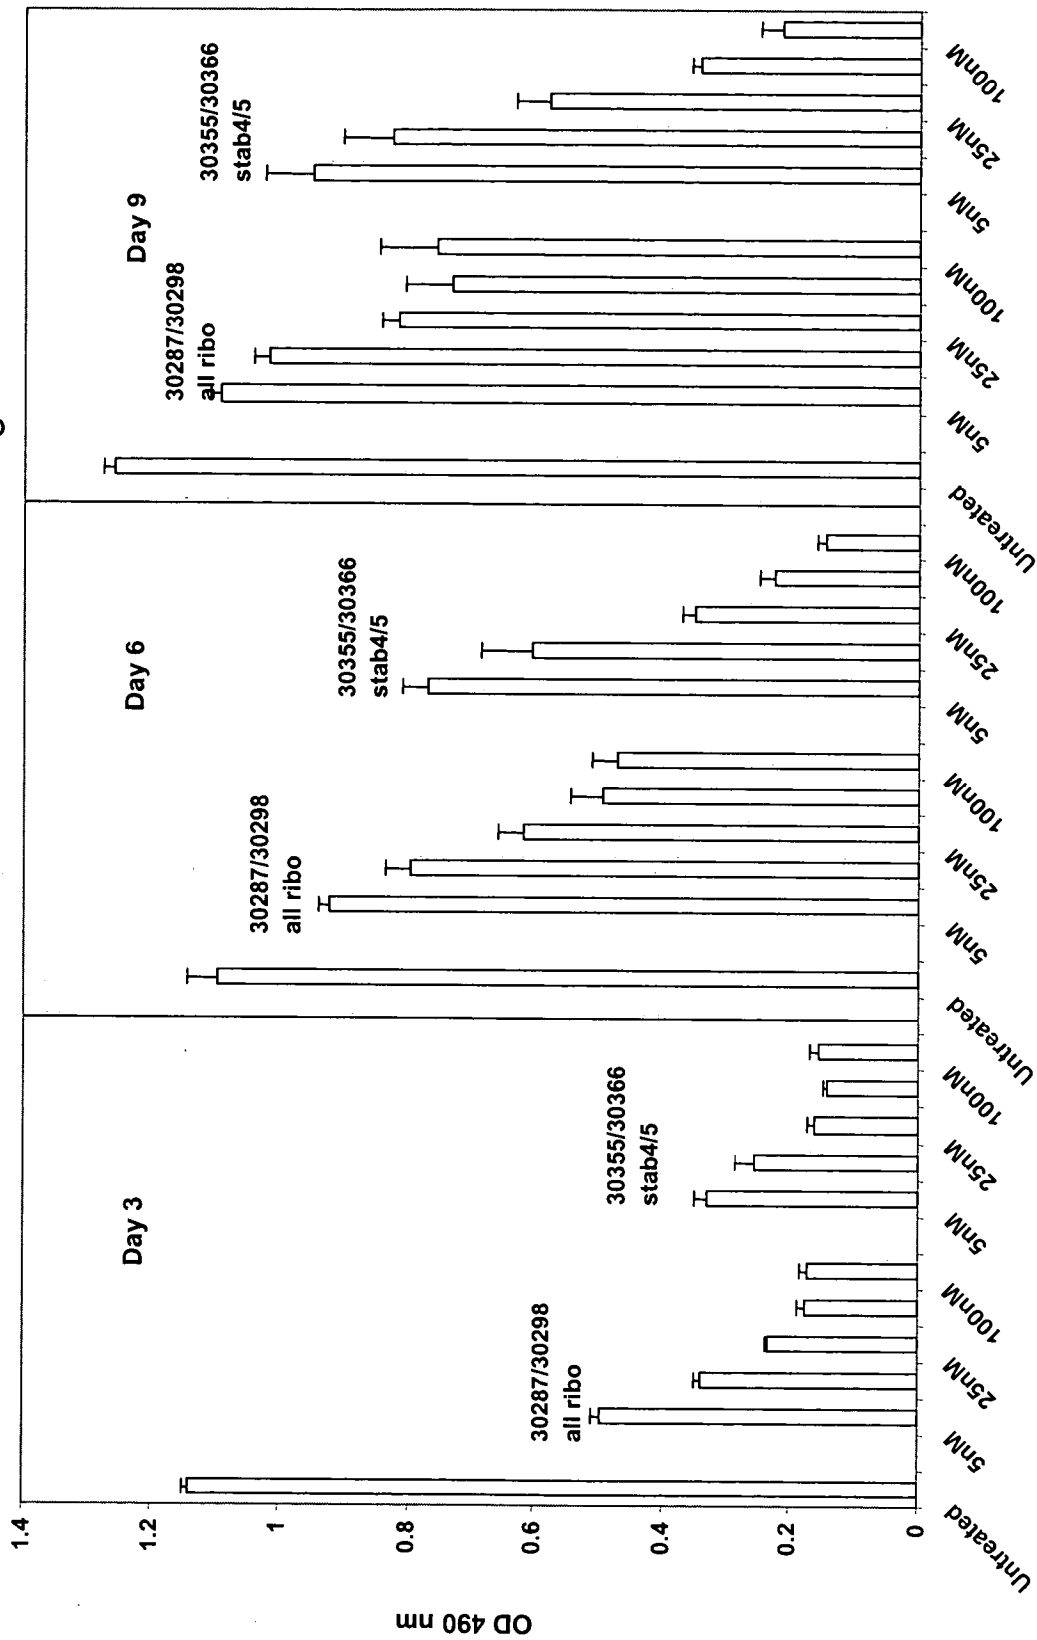 Day 3
Day 6
Day 9
30287/30298
all ribo
30355/30366
stab4/5
30287/30298
all ribo
30355/30366
stab4/5
30287/30298
all ribo
30355/30366
stab4/5
OD 490 nm
1.4
1.2
1
0.8
0.6
0.4
0.2
0
Untreated
5nM
25nM
100nM
5nM
25nM
100nM
Untreated
5nM
25nM
100nM
5nM
25nM
100nM
Untreated
5nM
25nM
100nM
5nM
25nM
100nM